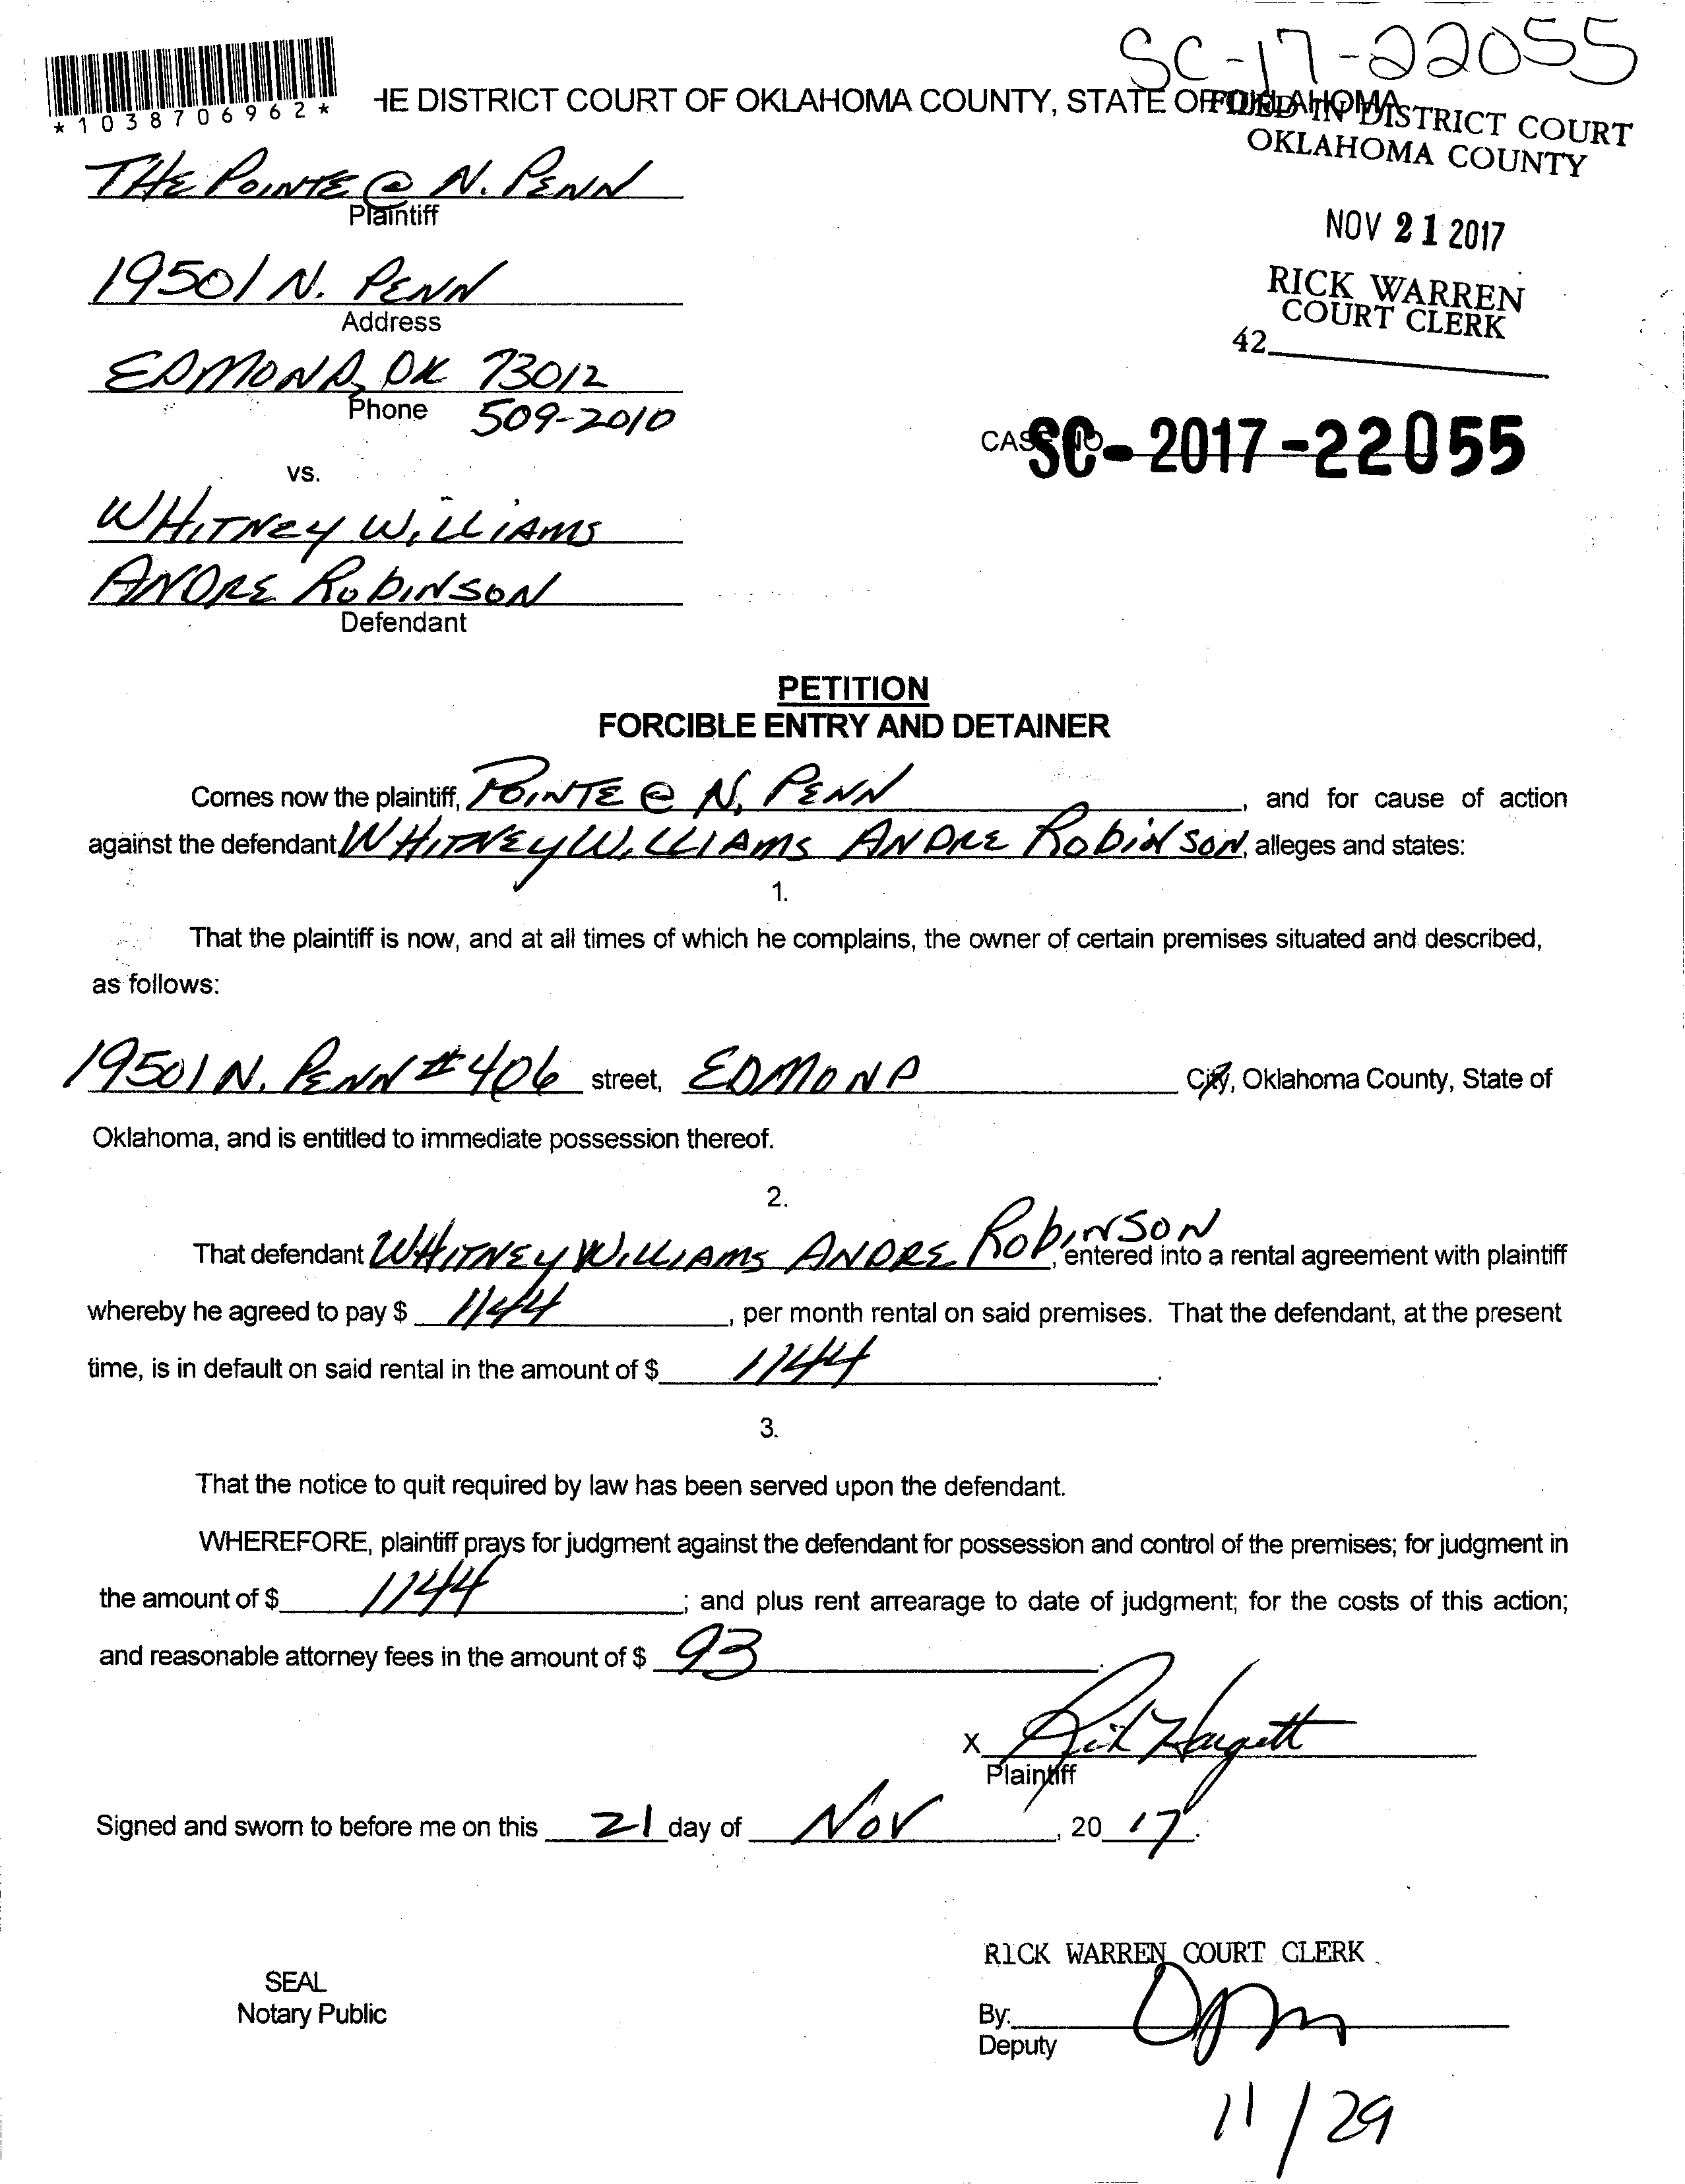 SC-17-22055
*1038706962*
HE DISTRICT COURT OF OKLAHOMA COUNTY, STATE OF OKLAHOMA
FILED IN DISTRICT COURT
OKLAHOMA COUNTY
THE POINTE @ N. PENN
Plaintiff
NOV 21 2017
19501 N. PENN
Address
RICK WARREN
COURT CLERK
42
EDMOND, OK 73012
Phone 509-2010
CASE NO. SC-2017-22055
vs.
WHITNEY WILLIAMS
ANDRE ROBINSON
Defendant
PETITION
FORCIBLE ENTRY AND DETAINER
Comes now the plaintiff, POINTE @ N. PENN, and for cause of action
against the defendant WHITNEY WILLIAMS ANDRE ROBINSON, alleges and states:
1.
That the plaintiff is now, and at all times of which he complains, the owner of certain premises situated and described,
as follows:
19501 N. PENN #406 street, EDMOND City, Oklahoma County, State of
Oklahoma, and is entitled to immediate possession thereof.
2.
That defendant WHITNEY WILLIAMS ANDRE ROBINSON, entered into a rental agreement with plaintiff
whereby he agreed to pay $ 1144, per month rental on said premises. That the defendant, at the present
time, is in default on said rental in the amount of $ 1144.
3.
That the notice to quit required by law has been served upon the defendant.
WHEREFORE, plaintiff prays for judgment against the defendant for possession and control of the premises; for judgment in
the amount of $ 1144; and plus rent arrearage to date of judgment; for the costs of this action;
and reasonable attorney fees in the amount of $ 93.
X Rick Hargett
Plaintiff
Signed and sworn to before me on this 21 day of NOV, 20 17.
RICK WARREN COURT CLERK
SEAL
Notary Public
By:
Deputy
11/29